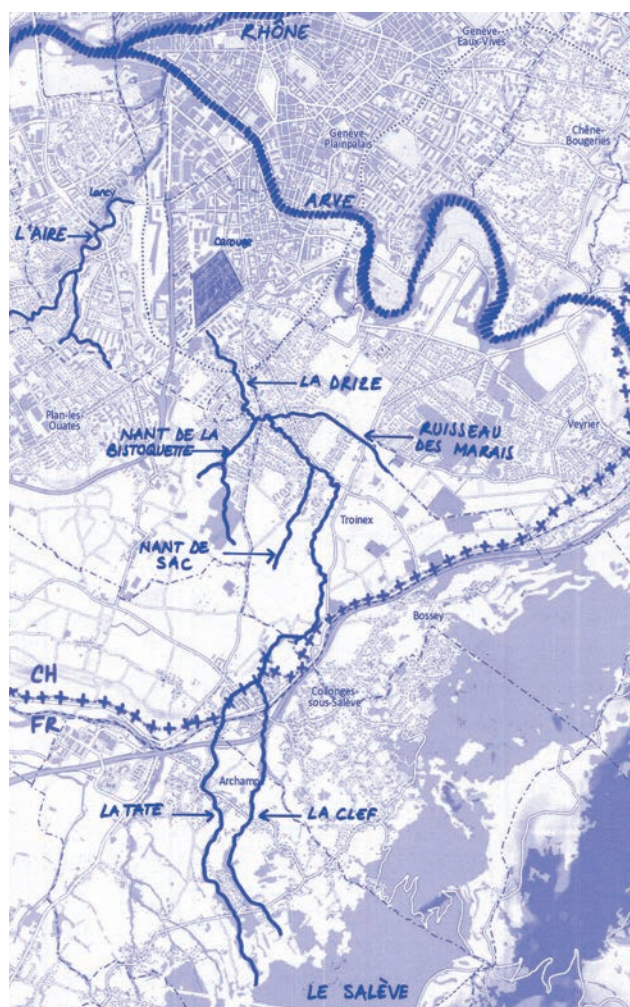 RHÔNE
Genève-
Eaux-Vives
Genève-
Plainpalais
Chêne-
Bougeries
Lancy
ARVE
L'AIRE
CAROUGE
LA DRIZE
Plan-les-
Ouates
NANT DE LA
BISTOQUETTE
RUISSEAU
DES MARAIS
Veyrier
Troinex
NANT DE
SAC
Bossey
CH
FR
Collonges-
sous-Salève
Archamps
LA TATE
LA CLEF
LE SALÈVE